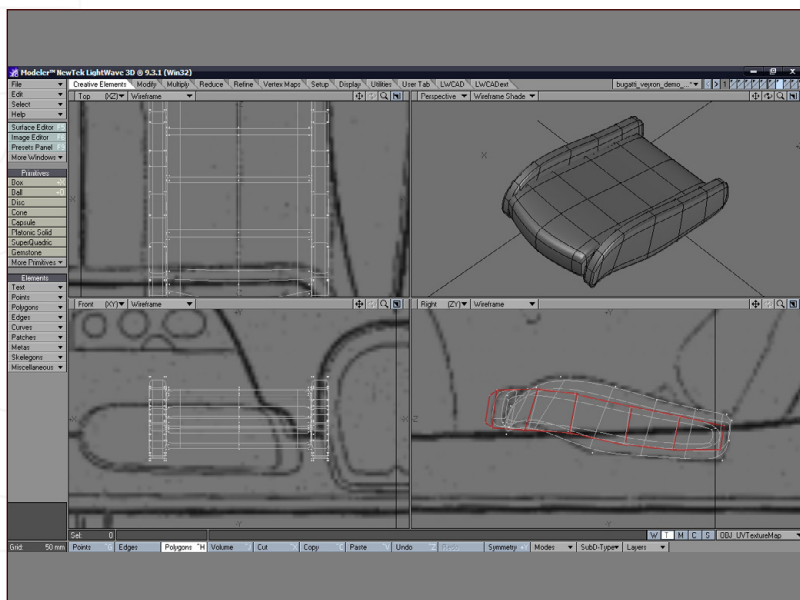 Modeler™ NewTek LightWave 3D ® 9.3.1 (Win32)
File Creative Elements Modify Multiply Reduce Refine Vertex Maps Setup Display Utilities User Tab LWCAD LWCADext bugatti_veyron_demo_...* 1
Edit Top (XZ) Wireframe Perspective Wireframe Shade
Select
Help
Surface Editor
Image Editor
Presets Panel
More Windows
Primitives
Box
Ball
Disc
Cone
Capsule
Platonic Solid
SuperQuadric
Gemstone
More Primitives
Elements
Text
Points Front (XY) Wireframe Right (ZY) Wireframe
Polygons
Edges
Curves
Patches
Metas
Skelegons
Miscellaneous
Sel: 0 W T M C S OBJ_UVTextureMap
Grid: 50 mm Points Edges Polygons ^H Volume Cut Copy Paste Undo Symmetry Modes SubD-Type Layers